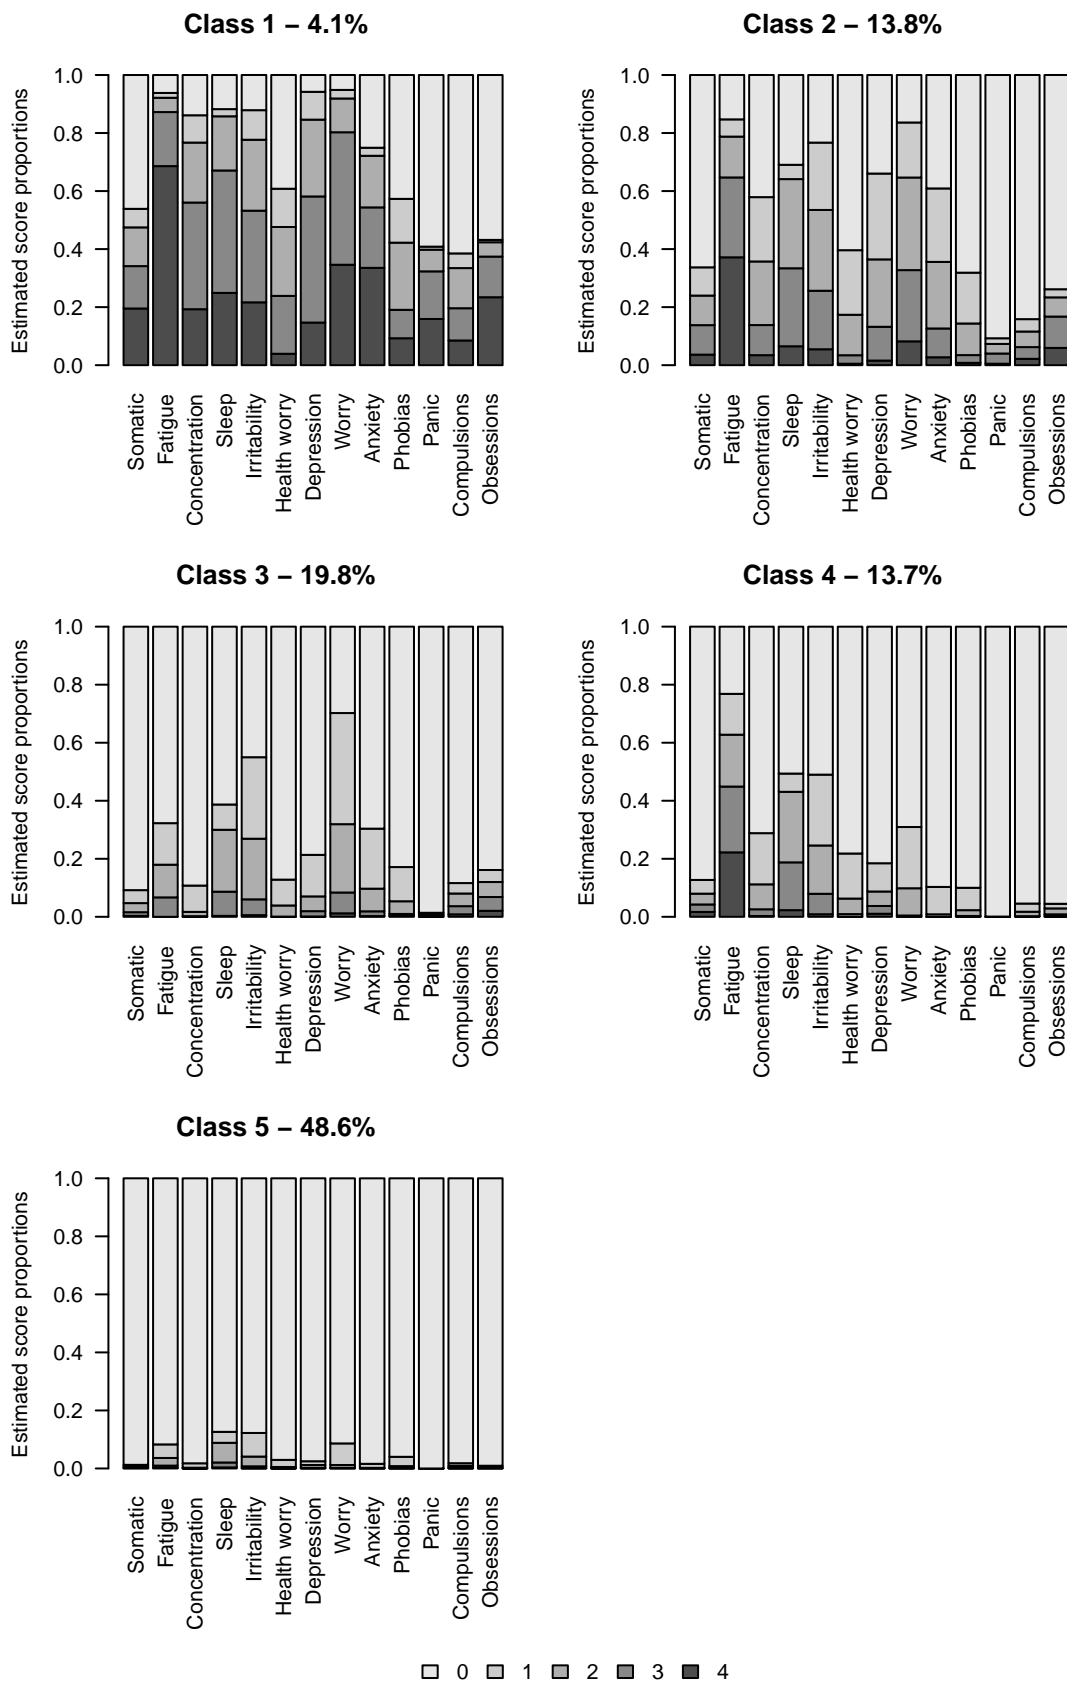 Class 1 – 4.1%
Estimated score proportions
1.0
0.8
0.6
0.4
0.2
0.0
Somatic
Fatigue
Concentration
Sleep
Irritability
Health worry
Depression
Worry
Anxiety
Phobias
Panic
Compulsions
Obsessions
Class 2 – 13.8%
Estimated score proportions
1.0
0.8
0.6
0.4
0.2
0.0
Somatic
Fatigue
Concentration
Sleep
Irritability
Health worry
Depression
Worry
Anxiety
Phobias
Panic
Compulsions
Obsessions
Class 3 – 19.8%
Estimated score proportions
1.0
0.8
0.6
0.4
0.2
0.0
Somatic
Fatigue
Concentration
Sleep
Irritability
Health worry
Depression
Worry
Anxiety
Phobias
Panic
Compulsions
Obsessions
Class 4 – 13.7%
Estimated score proportions
1.0
0.8
0.6
0.4
0.2
0.0
Somatic
Fatigue
Concentration
Sleep
Irritability
Health worry
Depression
Worry
Anxiety
Phobias
Panic
Compulsions
Obsessions
Class 5 – 48.6%
Estimated score proportions
1.0
0.8
0.6
0.4
0.2
0.0
Somatic
Fatigue
Concentration
Sleep
Irritability
Health worry
Depression
Worry
Anxiety
Phobias
Panic
Compulsions
Obsessions
0 1 2 3 4